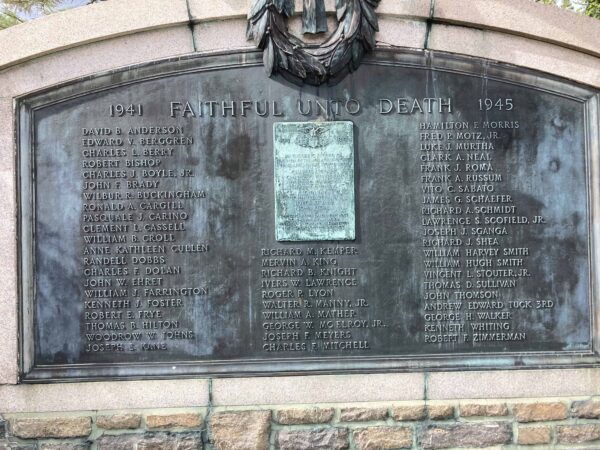 1941 FAITHFUL UNTO DEATH 1945
DAVID B. ANDERSON
EDWARD V. BERGGREN
CHARLES L. BERRY
ROBERT BISHOP
CHARLES J. BOYLE, JR.
JOHN F. BRADY
WILBUR R. BUCKINGHAM
RONALD A. CARGILL
PASQUALE J. CARINO
CLEMENT L. CASSELL
WILLIAM B. CROLL
ANNE KATHLEEN CULLEN
RANDELL DOBBS
CHARLES F. DOLAN
JOHN W. EHRET
WILLIAM J. FARRINGTON
KENNETH J. FOSTER
ROBERT E. FRYE
THOMAS B. HILTON
WOODROW W. JOHNS
JOSEPH E. KANE
RICHARD M. KEMPER
MERVIN A. KING
RICHARD B. KNIGHT
IVERS W. LAWRENCE
ROGER P. LYON
WALTER R. MANNY, JR.
WILLIAM A. MATHER
GEORGE W. MCELROY, JR.
JOSEPH F. MEYERS
CHARLES F. MITCHELL
HAMILTON F. MORRIS
FRED P. MOTZ, JR.
LUKE J. MURTHA
CLARK A. NEAL
FRANK J. ROMA
FRANK A. RUSSUM
VITO C. SABATO
JAMES G. SCHAEFER
RICHARD A. SCHMIDT
LAWRENCE S. SCOFIELD, JR.
JOSEPH J. SGANGA
RICHARD J. SHEA
WILLIAM HARVEY SMITH
WILLIAM HUGH SMITH
VINCENT L. STOUTER, JR.
THOMAS D. SULLIVAN
JOHN THOMSON
ANDREW EDWARD TUCK 3RD
GEORGE H. WALKER
KENNETH WHITING
ROBERT F. ZIMMERMAN